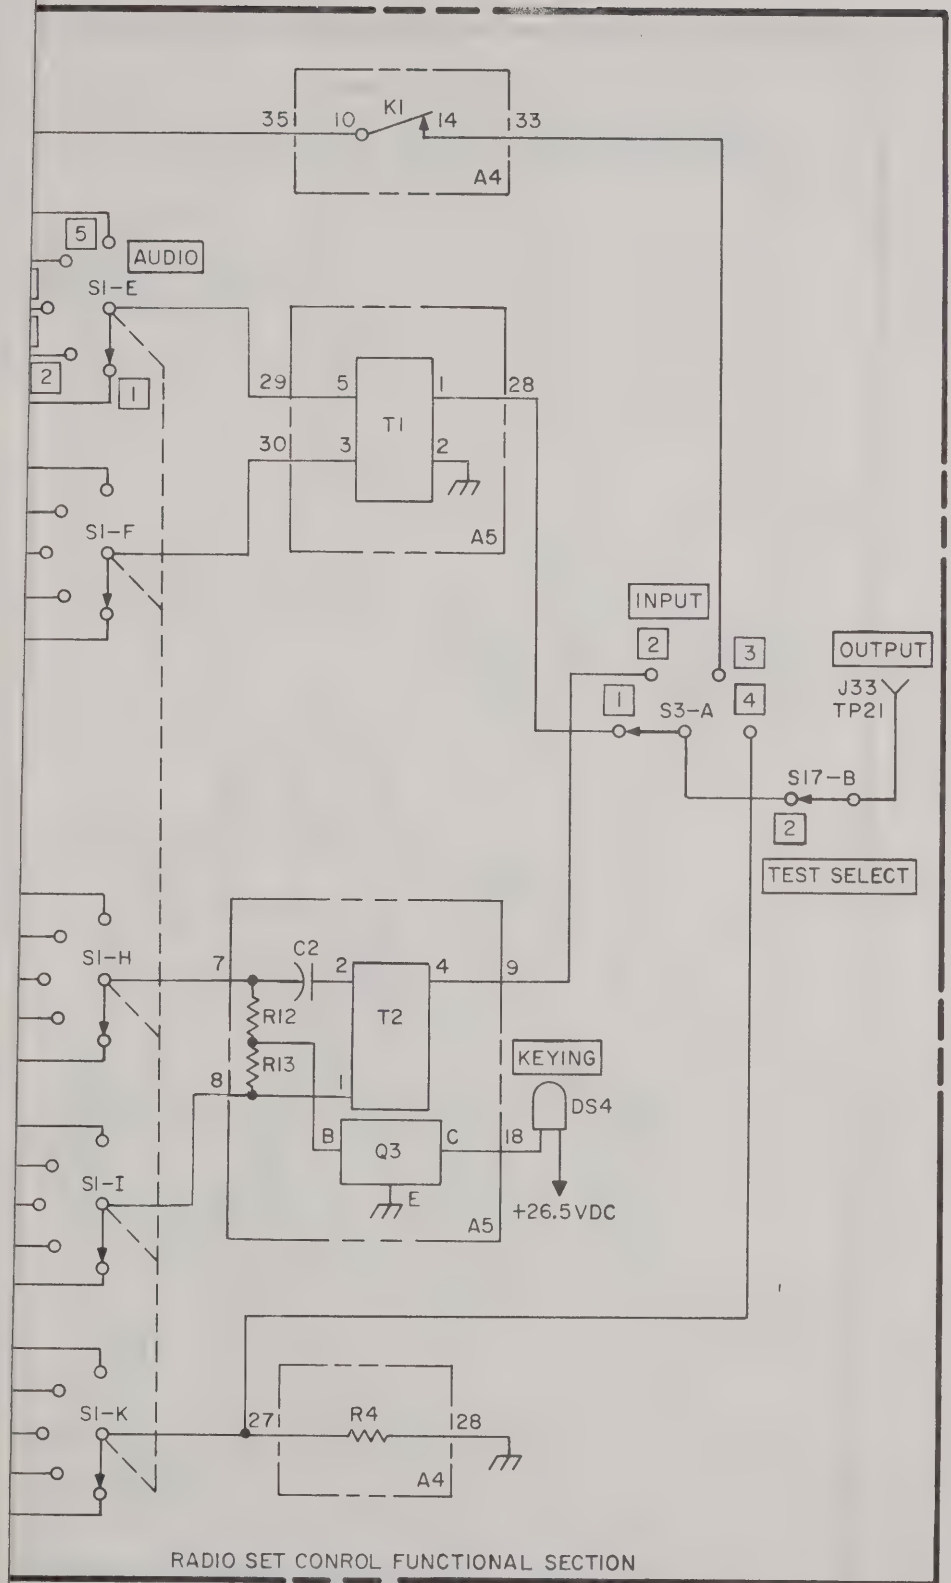 K1
35 10 14 33
A4
5
AUDIO
S1-E
2
1
29 5 1 28
T1
30 3 2
S1-F
A5
INPUT
2
3
OUTPUT
J33
TP21
1
S3-A
4
S17-B
2
TEST SELECT
S1-H
7
C2
2
4
9
R12
T2
R13
KEYING
8
1
DS4
B
C
18
Q3
S1-I
E
+26.5VDC
A5
S1-K
27
R4
128
A4
RADIO SET CONROL FUNCTIONAL SECTION